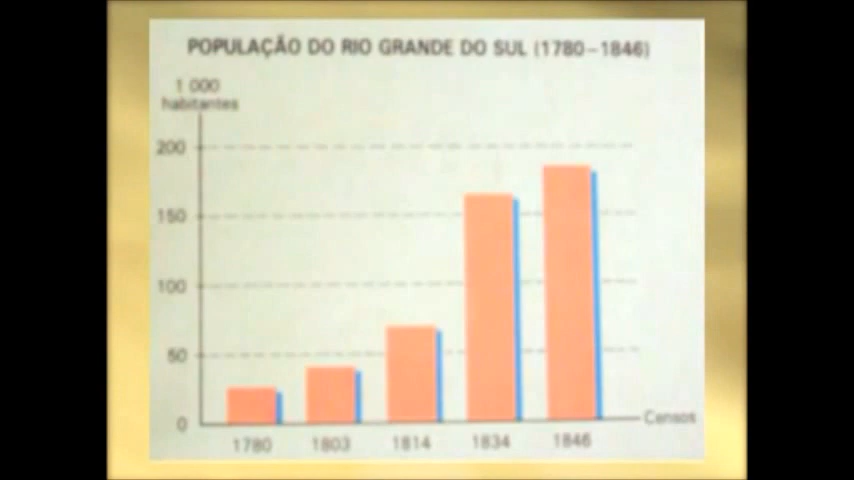 POPULAÇÃO DO RIO GRANDE DO SUL (1780–1846)
1 000
habitantes
200
150
100
50
0
Censos
1780 1803 1814 1834 1846